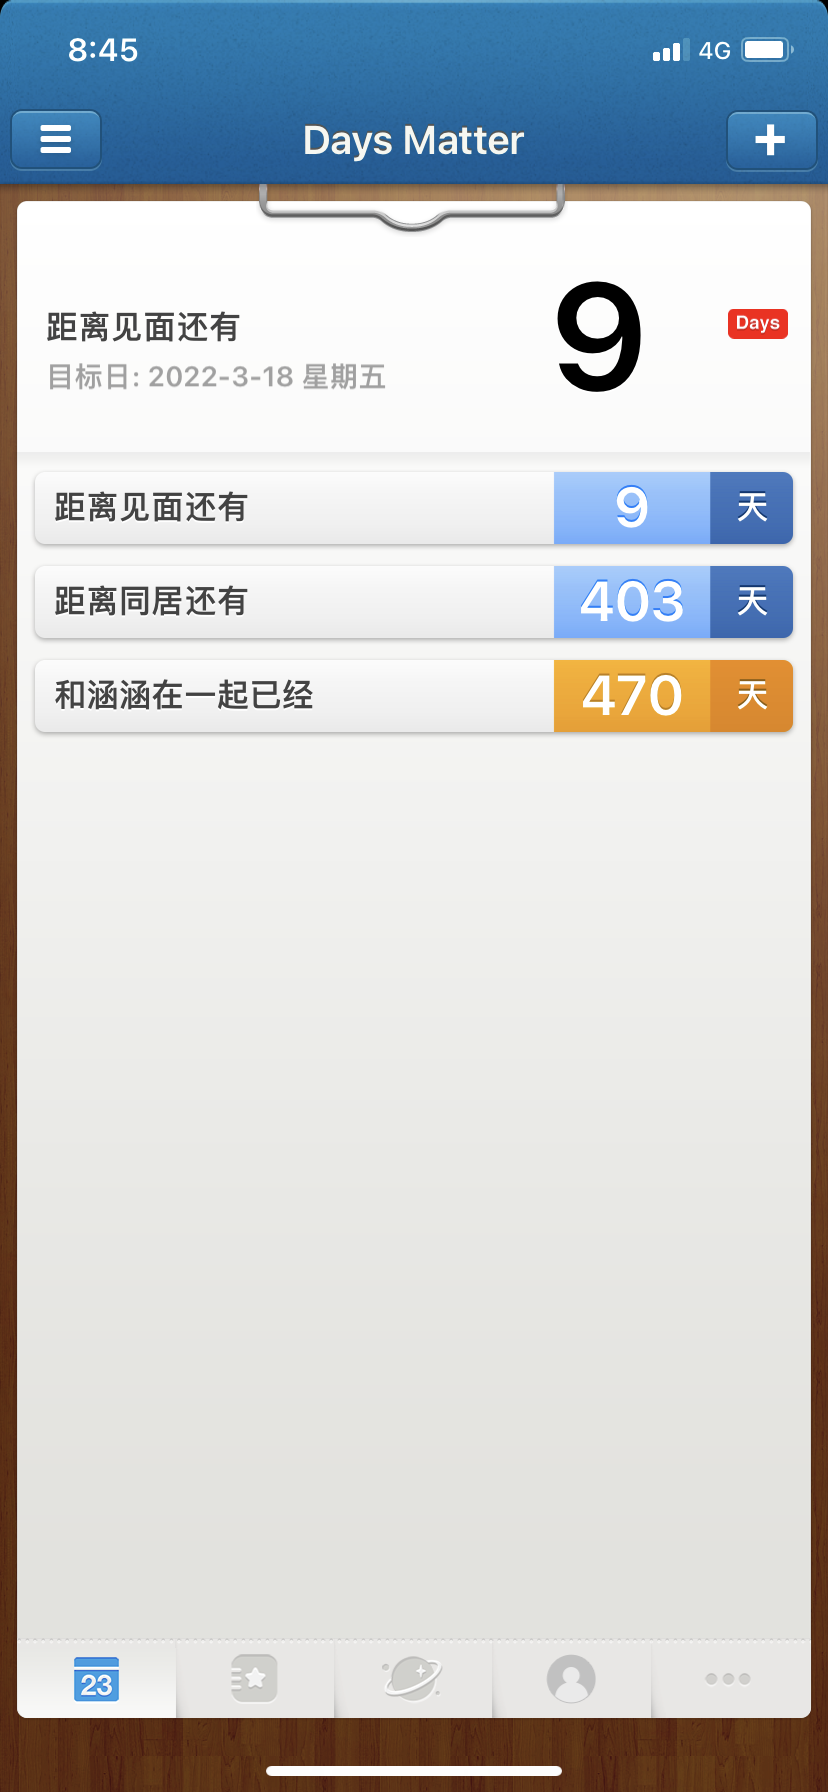 8:45
4G
Days Matter
距离见面还有
9
Days
目标日: 2022-3-18 星期五
距离见面还有 9 天
距离同居还有 403 天
和涵涵在一起已经 470 天
23